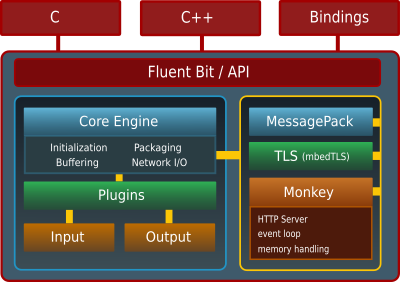 C
C++
Bindings
Fluent Bit / API
Core Engine
Initialization
Packaging
Buffering
Network I/O
Plugins
Input
Output
MessagePack
TLS (mbedTLS)
Monkey
HTTP Server
event loop
memory handling